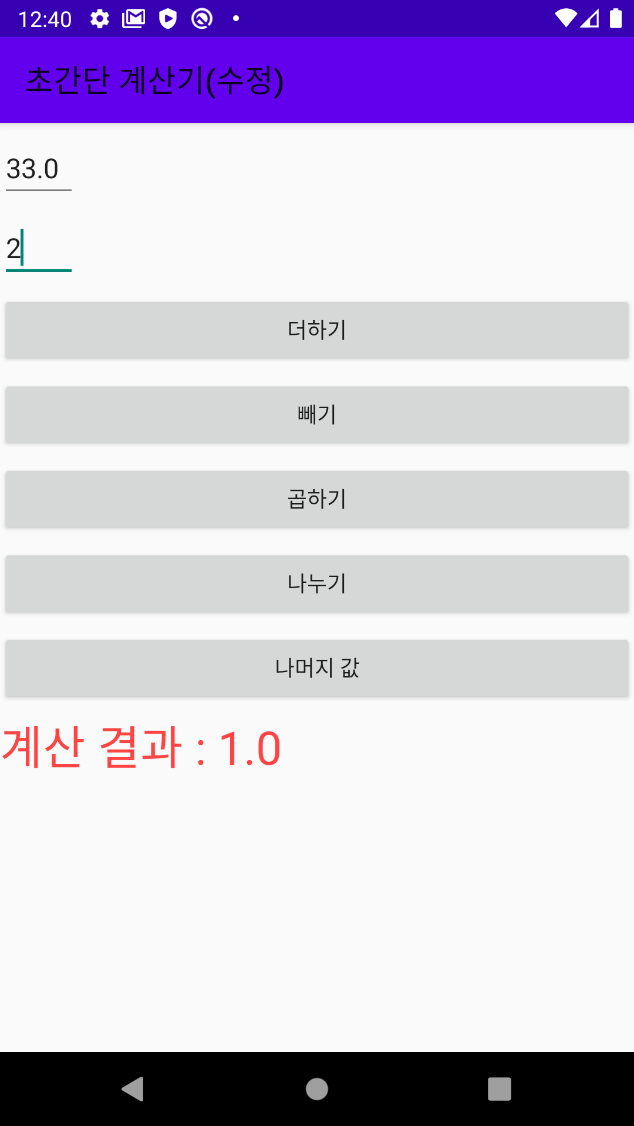 12:40
초간단 계산기(수정)
33.0
2
더하기
빼기
곱하기
나누기
나머지 값
계산 결과 : 1.0